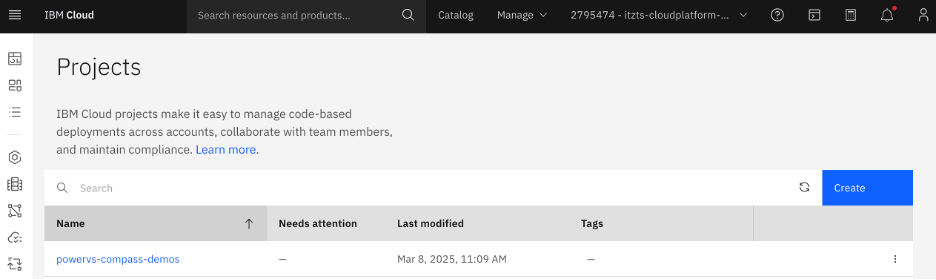 IBM Cloud
Search resources and products...
Catalog
Manage
2795474 - itzts-cloudplatform-...
Projects
IBM Cloud projects make it easy to manage code-based
deployments across accounts, collaborate with team members,
and maintain compliance. Learn more.
Search
Create
Name
Needs attention
Last modified
Tags
powervs-compass-demos
—
Mar 8, 2025, 11:09 AM
—